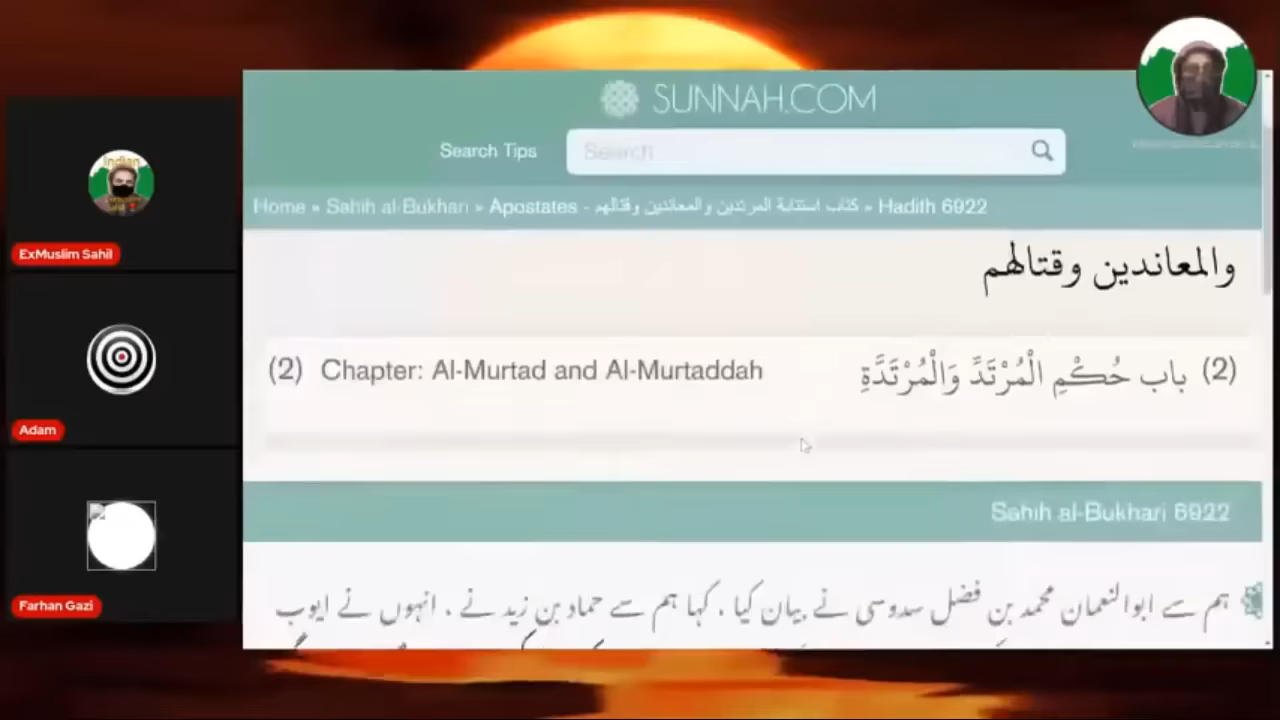 SUNNAH.COM
Search Tips
Search
Home » Sahih al-Bukhari » Apostates - كتاب استتابة المرتدين والمعاندين وقتالهم » Hadith 6922
والمعاندين وقتالهم
(2) Chapter: Al-Murtad and Al-Murtaddah
(2) باب حُكْمِ الْمُرْتَدِّ وَالْمُرْتَدَّةِ
Sahih al-Bukhari 6922
ہم سے ابوالنعمان محمد بن فضل سدوسی نے بیان کیا ، کہا ہم سے حماد بن زید نے ، انہوں نے ایوب
Indian
ExMuslim Sahil
Adam
Farhan Gazi